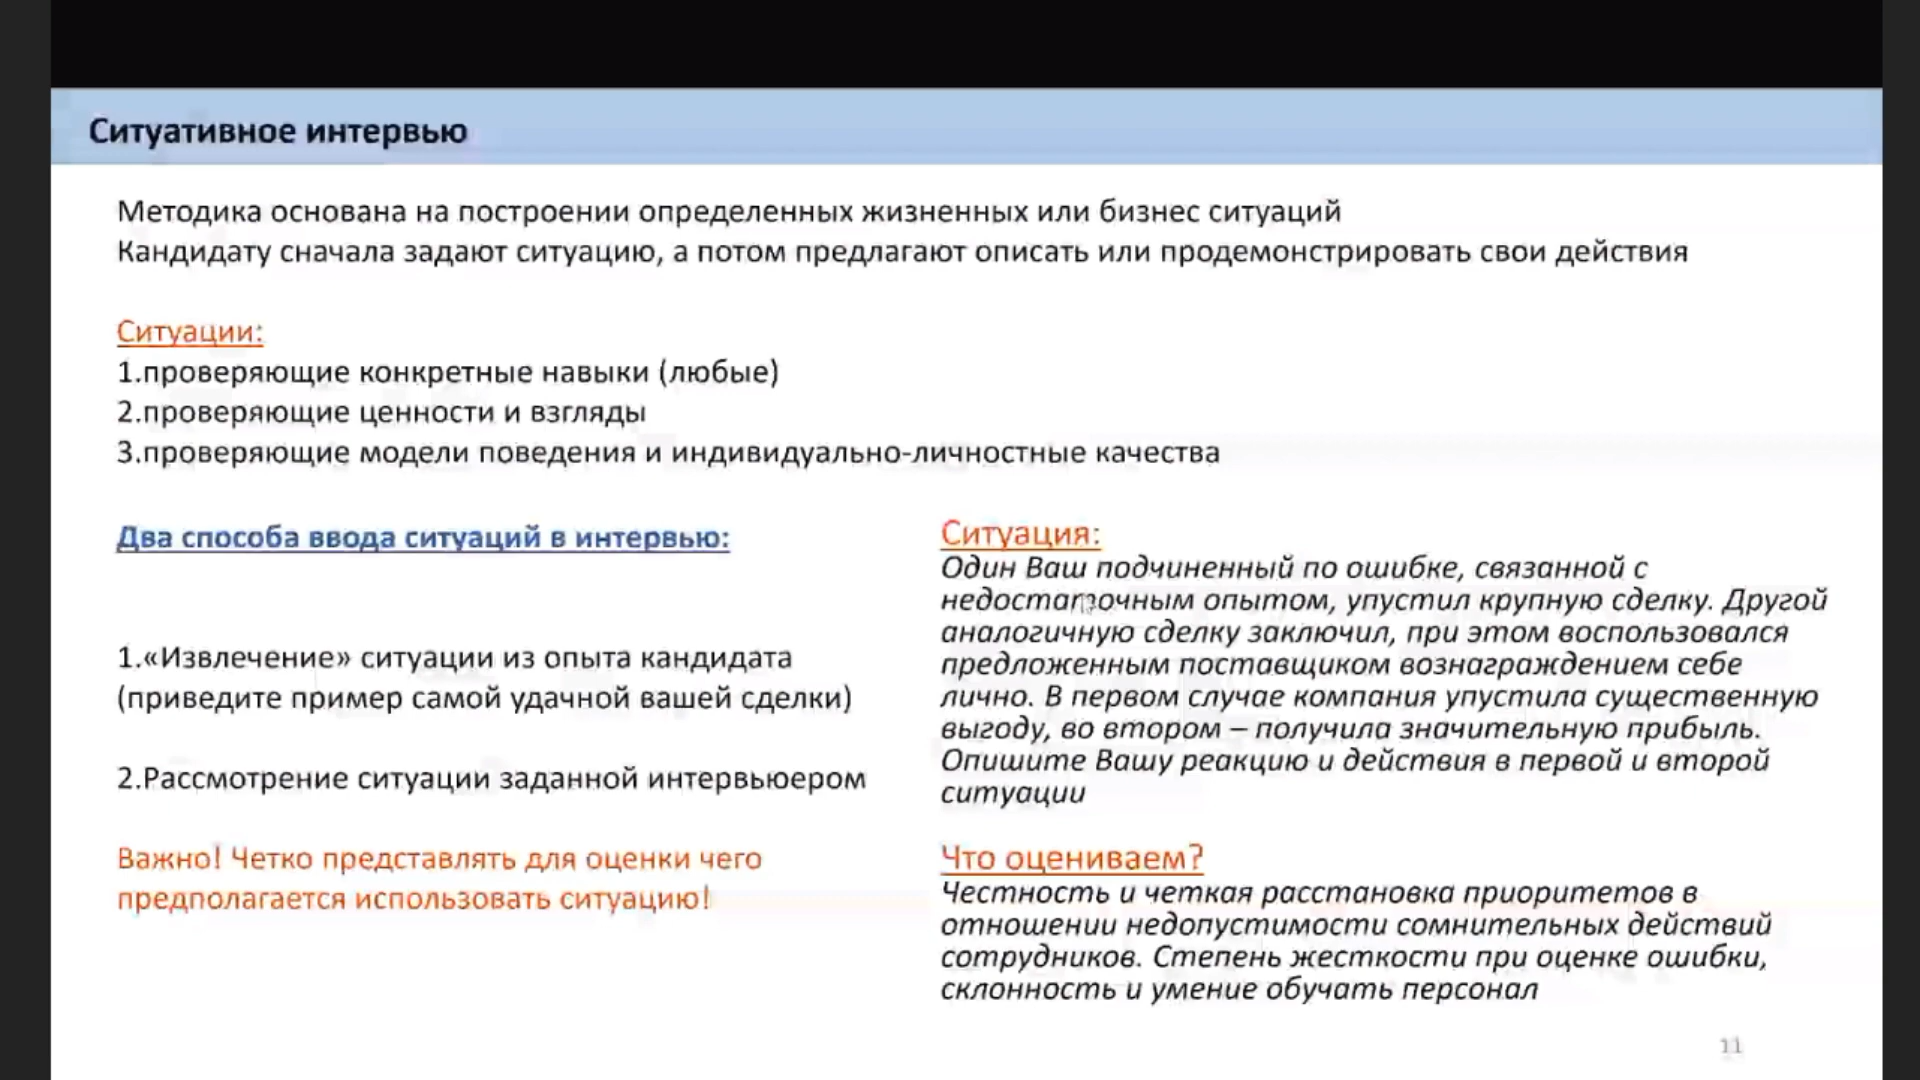 Ситуативное интервью
Методика основана на построении определенных жизненных или бизнес ситуаций
Кандидату сначала задают ситуацию, а потом предлагают описать или продемонстрировать свои действия
Ситуации:
1.проверяющие конкретные навыки (любые)
2.проверяющие ценности и взгляды
3.проверяющие модели поведения и индивидуально-личностные качества
Два способа ввода ситуаций в интервью:
1.«Извлечение» ситуации из опыта кандидата
(приведите пример самой удачной вашей сделки)
2.Рассмотрение ситуации заданной интервьюером
Важно! Четко представлять для оценки чего
предполагается использовать ситуацию!
Ситуация:
Один Ваш подчиненный по ошибке, связанной с
недостаточным опытом, упустил крупную сделку. Другой
аналогичную сделку заключил, при этом воспользовался
предложенным поставщиком вознаграждением себе
лично. В первом случае компания упустила существенную
выгоду, во втором – получила значительную прибыль.
Опишите Вашу реакцию и действия в первой и второй
ситуации
Что оцениваем?
Честность и четкая расстановка приоритетов в
отношении недопустимости сомнительных действий
сотрудников. Степень жесткости при оценке ошибки,
склонность и умение обучать персонал
11